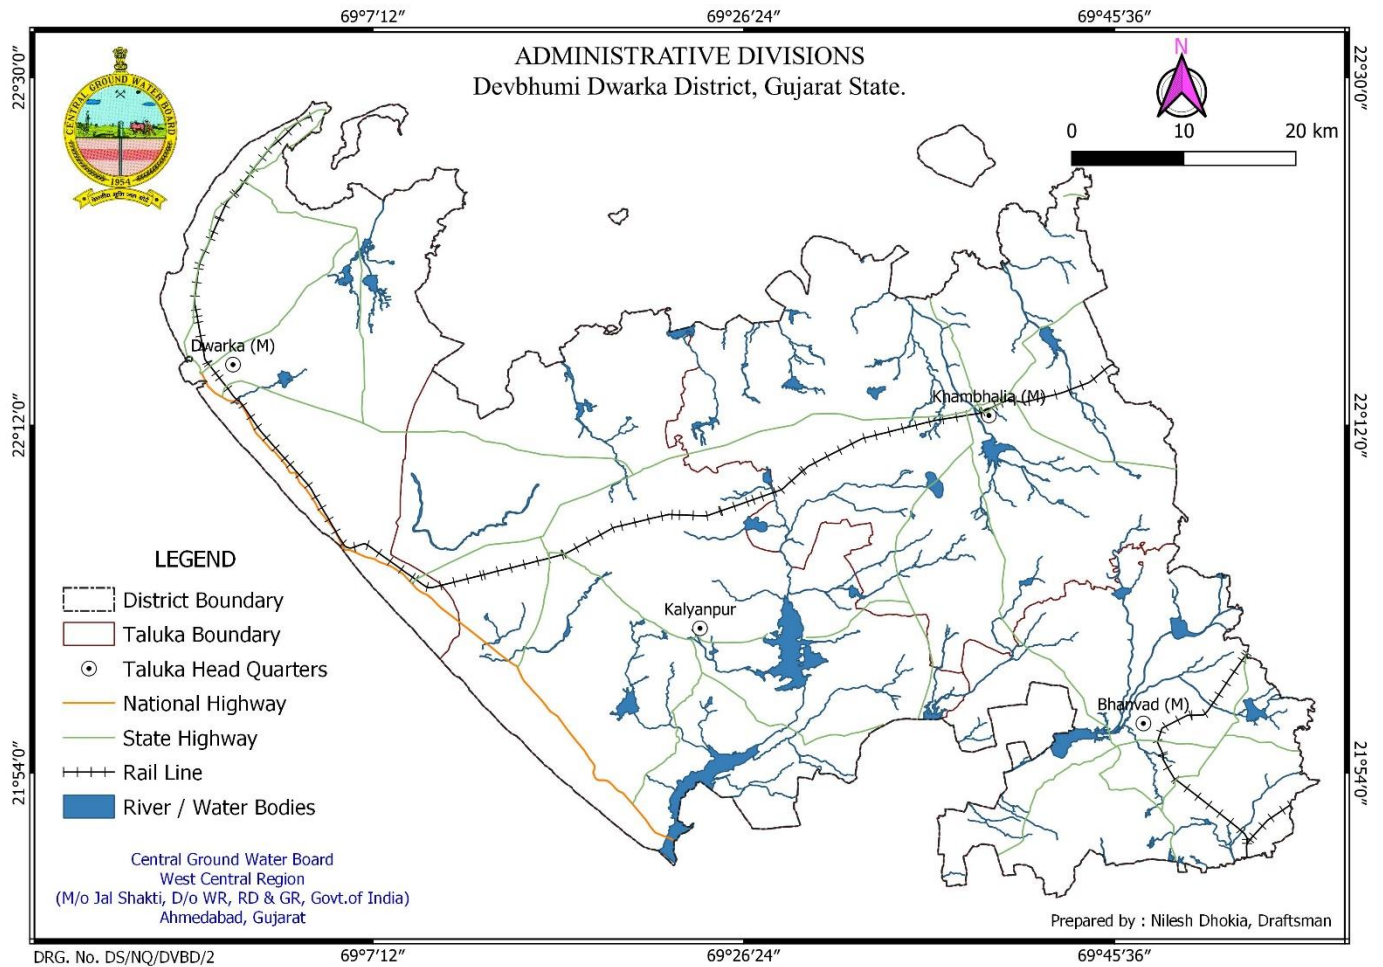 69°7'12" 69°26'24" 69°45'36"
ADMINISTRATIVE DIVISIONS
Devbhumi Dwarka District, Gujarat State.
N
0 10 20 km
CENTRAL GROUND WATER BOARD
1954
22°30'0" 22°30'0"
Dwarka (M)
Khambhalia (M)
22°12'0" 22°12'0"
Kalyanpur
Bhanvad (M)
21°54'0" 21°54'0"
LEGEND
District Boundary
Taluka Boundary
Taluka Head Quarters
National Highway
State Highway
Rail Line
River / Water Bodies
Central Ground Water Board
West Central Region
(M/o Jal Shakti, D/o WR, RD & GR, Govt.of India)
Ahmedabad, Gujarat
Prepared by : Nilesh Dhokia, Draftsman
DRG. No. DS/NQ/DVBD/2
69°7'12" 69°26'24" 69°45'36"